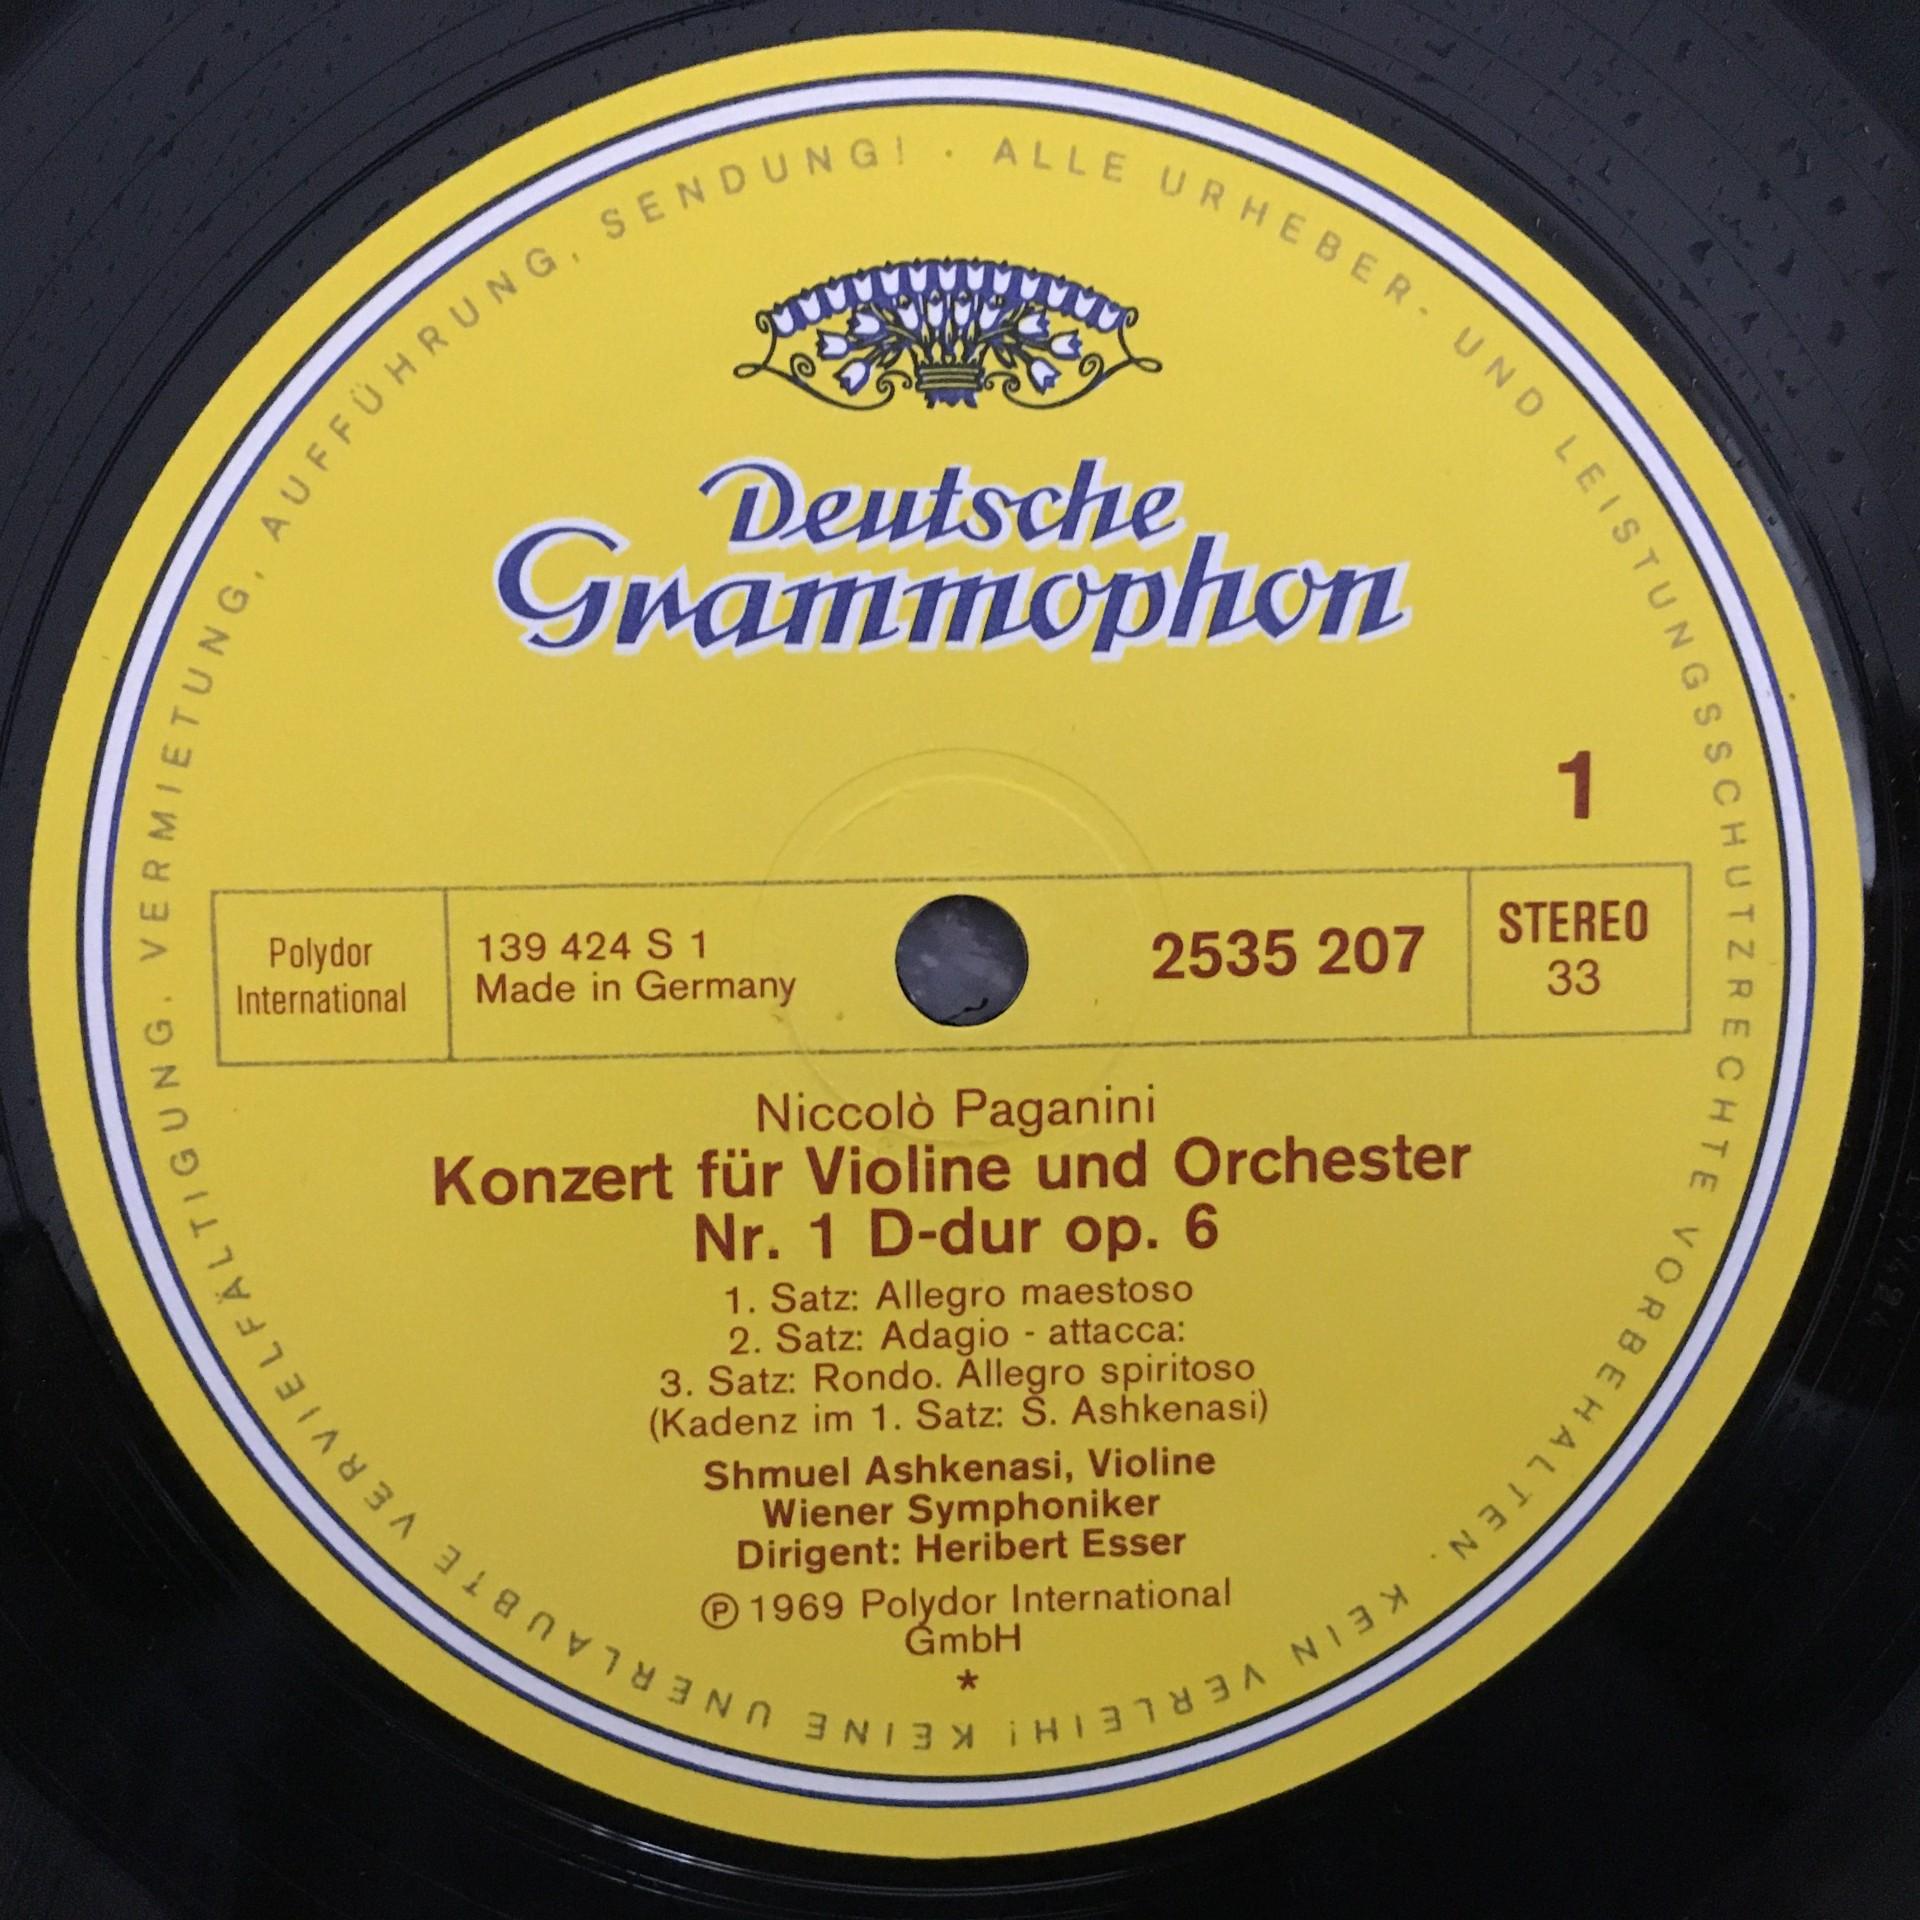 ALLE URHEBER- UND LEISTUNGSSCHUTZRECHTE VORBEHALTEN. KEIN VERLEIH! KEINE UNERLAUBTE VERVIELFÄLTIGUNG, VERMIETUNG, AUFFÜHRUNG, SENDUNG! ·
Deutsche
Grammophon
1
Polydor
International
139 424 S 1
Made in Germany
2535 207
STEREO
33
Niccolò Paganini
Konzert für Violine und Orchester
Nr. 1 D-dur op. 6
1. Satz: Allegro maestoso
2. Satz: Adagio - attacca:
3. Satz: Rondo. Allegro spiritoso
(Kadenz im 1. Satz: S. Ashkenasi)
Shmuel Ashkenasi, Violine
Wiener Symphoniker
Dirigent: Heribert Esser
Ⓟ 1969 Polydor International
GmbH
*